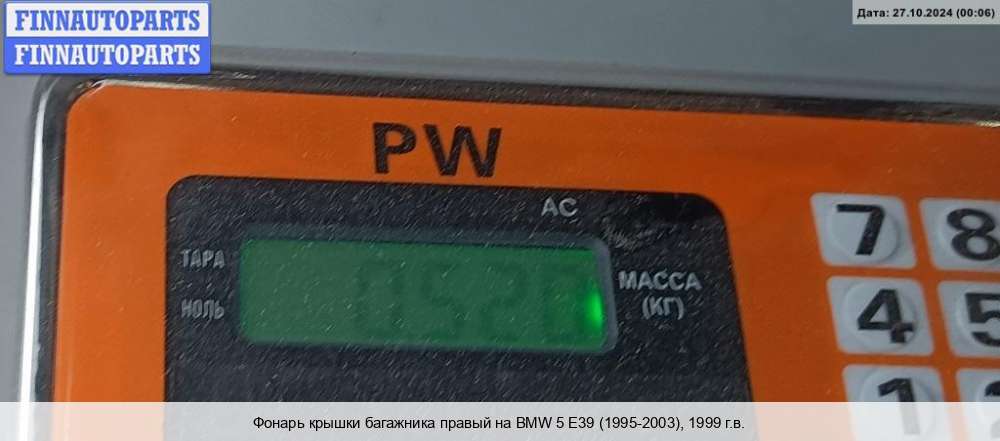 FINNAUTOPARTS
FINNAUTOPARTS
Дата: 27.10.2024 (00:06)
PW
AC
ТАРА
НОЛЬ
МАССА
(КГ)
7 8
4 5
1
Фонарь крышки багажника правый на BMW 5 E39 (1995-2003), 1999 г.в.